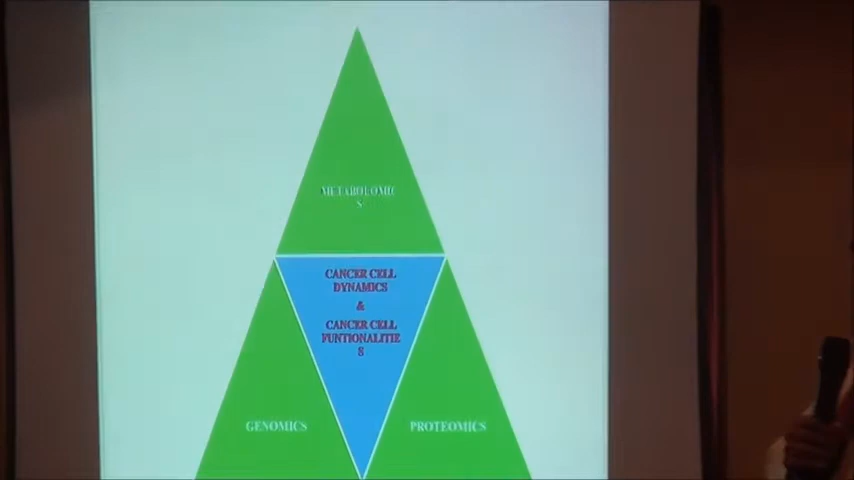 METABOLOMIC
S
CANCER CELL
DYNAMICS
&
CANCER CELL
FUNTIONALITIE
S
GENOMICS
PROTEOMICS